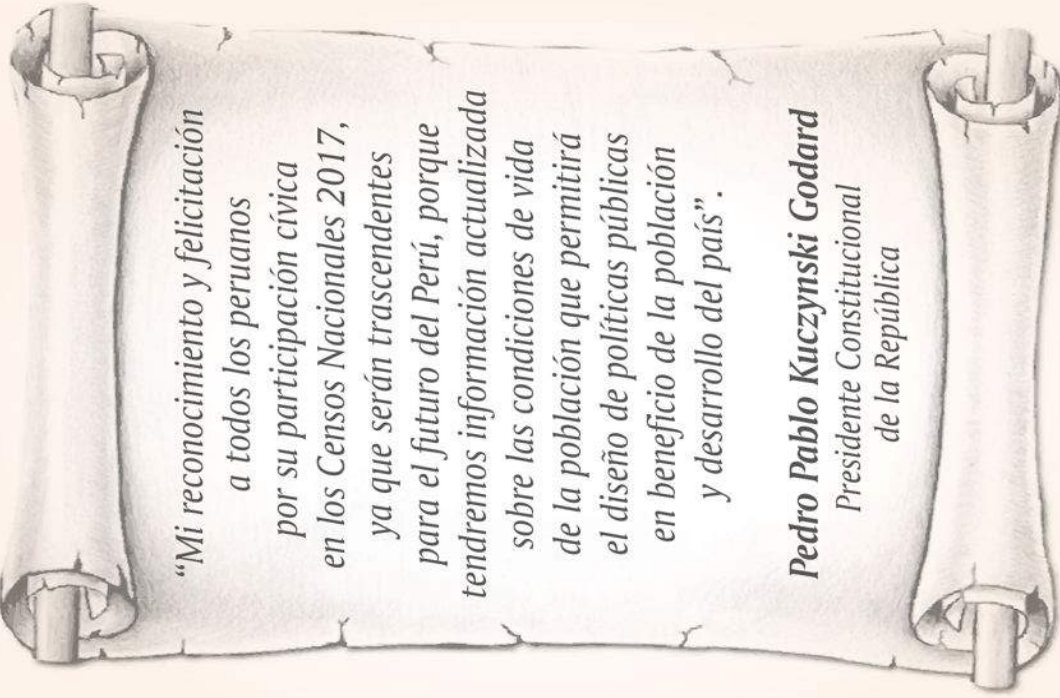 “Mi reconocimiento y felicitación
a todos los peruanos
por su participación cívica
en los Censos Nacionales 2017,
ya que serán trascendentes
para el futuro del Perú, porque
tendremos información actualizada
sobre las condiciones de vida
de la población que permitirá
el diseño de políticas públicas
en beneficio de la población
y desarrollo del país”.
Pedro Pablo Kuczynski Godard
Presidente Constitucional
de la República